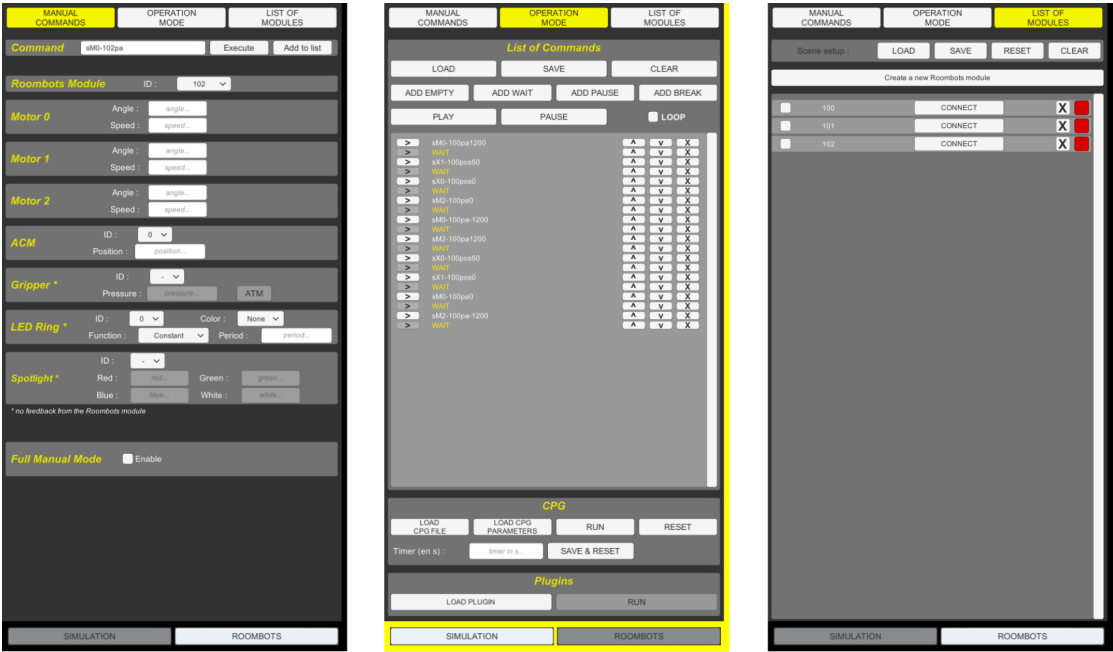 MANUAL COMMANDS
OPERATION MODE
LIST OF MODULES
Command sM0-102pa Execute Add to list
Roombots Module ID : 102
Motor 0
Angle : angle...
Speed : speed...
Motor 1
Angle : angle...
Speed : speed...
Motor 2
Angle : angle...
Speed : speed...
ACM
ID : 0
Position : position...
Gripper *
ID : -
Pressure : pressure... ATM
LED Ring *
ID : 0 Color : None
Function : Constant Period : period...
Spotlight *
ID : -
Red : red... Green : green...
Blue : blue... White : white...
* no feedback from the Roombots module
Full Manual Mode Enable
SIMULATION ROOMBOTS
MANUAL COMMANDS
OPERATION MODE
LIST OF MODULES
List of Commands
LOAD SAVE CLEAR
ADD EMPTY ADD WAIT ADD PAUSE ADD BREAK
PLAY PAUSE LOOP
> sM0-100pa1200 ^ v X
> WAIT ^ v X
> sX1-100pos50 ^ v X
> WAIT ^ v X
> sX0-100pos0 ^ v X
> WAIT ^ v X
> sM2-100pa0 ^ v X
> WAIT ^ v X
> sM0-100pa-1200 ^ v X
> WAIT ^ v X
> sM2-100pa1200 ^ v X
> WAIT ^ v X
> sX0-100pos50 ^ v X
> WAIT ^ v X
> sX1-100pos0 ^ v X
> WAIT ^ v X
> sM0-100pa0 ^ v X
> WAIT ^ v X
> sM2-100pa-1200 ^ v X
> WAIT ^ v X
CPG
LOAD CPG FILE
LOAD CPG PARAMETERS
RUN
RESET
Timer (en s) : timer in s... SAVE & RESET
Plugins
LOAD PLUGIN RUN
SIMULATION ROOMBOTS
MANUAL COMMANDS
OPERATION MODE
LIST OF MODULES
Scene setup : LOAD SAVE RESET CLEAR
Create a new Roombots module
100 CONNECT X
101 CONNECT X
102 CONNECT X
SIMULATION ROOMBOTS